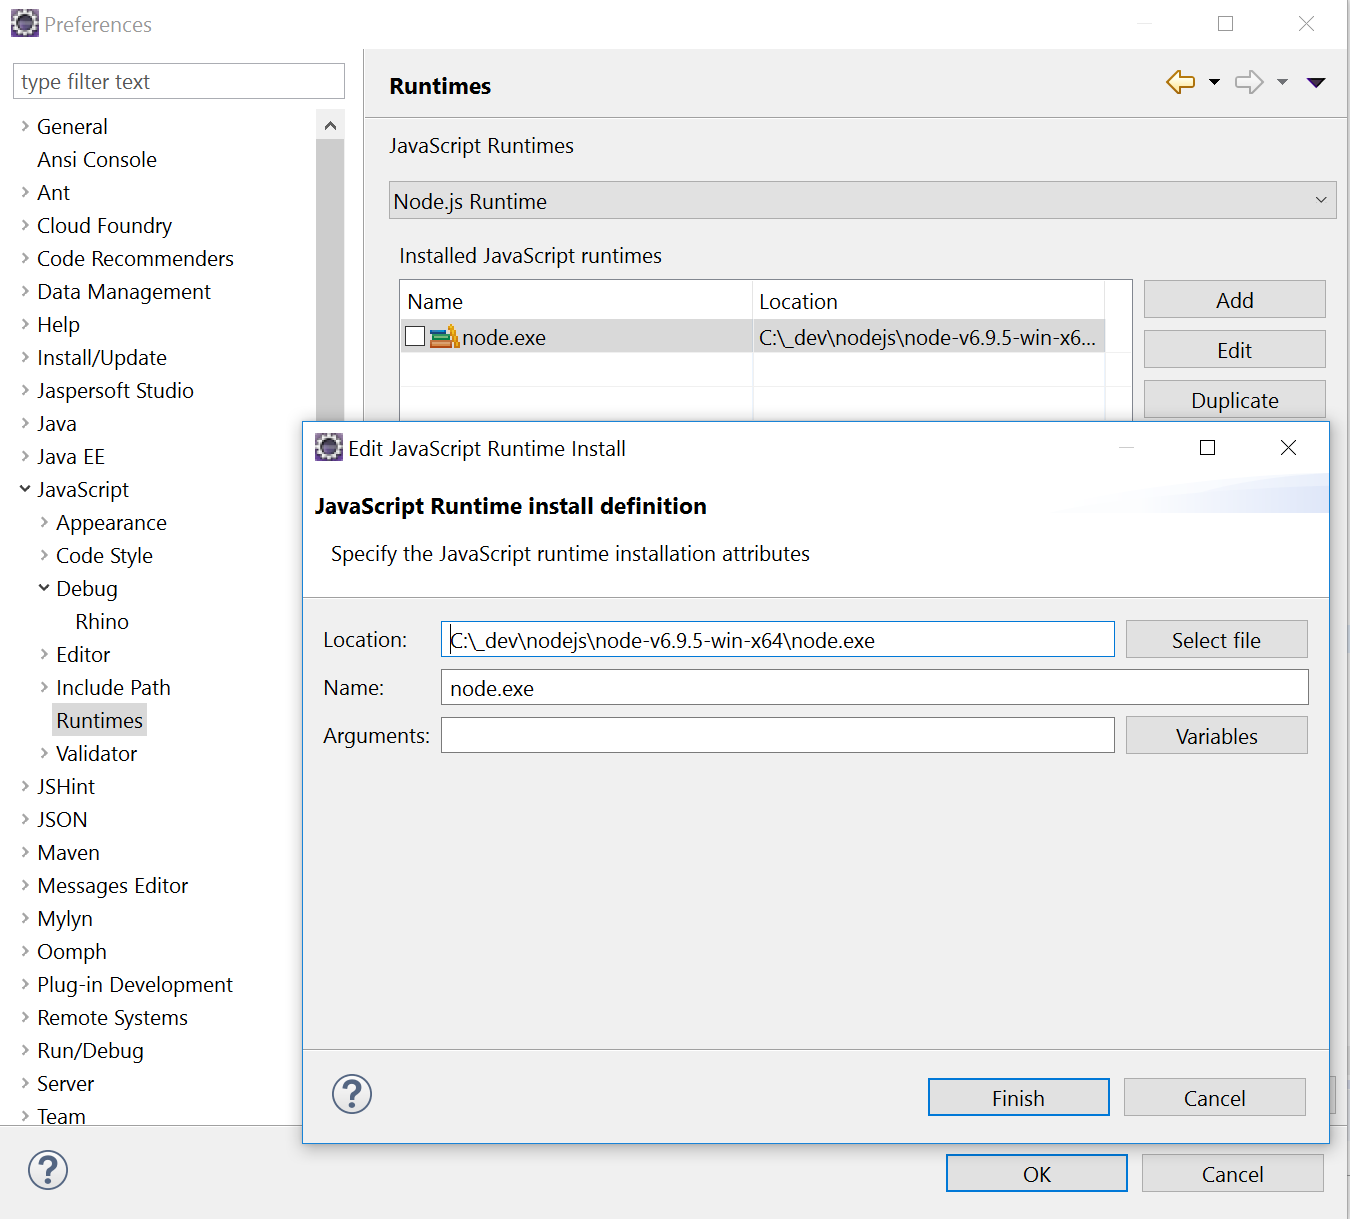 Preferences
type filter text
General
Ansi Console
Ant
Cloud Foundry
Code Recommenders
Data Management
Help
Install/Update
Jaspersoft Studio
Java
Java EE
JavaScript
Appearance
Code Style
Debug
Rhino
Editor
Include Path
Runtimes
Validator
JSHint
JSON
Maven
Messages Editor
Mylyn
Oomph
Plug-in Development
Remote Systems
Run/Debug
Server
Team
Runtimes
JavaScript Runtimes
Node.js Runtime
Installed JavaScript runtimes
Name Location
node.exe C:\_dev\nodejs\node-v6.9.5-win-x6...
Add
Edit
Duplicate
Edit JavaScript Runtime Install
JavaScript Runtime install definition
Specify the JavaScript runtime installation attributes
Location: C:\_dev\nodejs\node-v6.9.5-win-x64\node.exe Select file
Name: node.exe
Arguments: Variables
? Finish Cancel
? OK Cancel